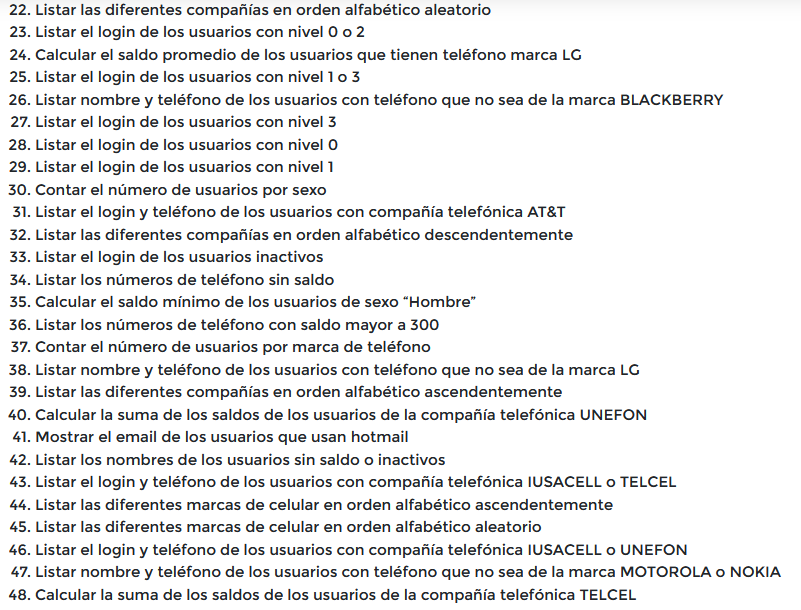 22. Listar las diferentes compañías en orden alfabético aleatorio
23. Listar el login de los usuarios con nivel 0 o 2
24. Calcular el saldo promedio de los usuarios que tienen teléfono marca LG
25. Listar el login de los usuarios con nivel 1 o 3
26. Listar nombre y teléfono de los usuarios con teléfono que no sea de la marca BLACKBERRY
27. Listar el login de los usuarios con nivel 3
28. Listar el login de los usuarios con nivel 0
29. Listar el login de los usuarios con nivel 1
30. Contar el número de usuarios por sexo
31. Listar el login y teléfono de los usuarios con compañía telefónica AT&T
32. Listar las diferentes compañías en orden alfabético descendentemente
33. Listar el login de los usuarios inactivos
34. Listar los números de teléfono sin saldo
35. Calcular el saldo mínimo de los usuarios de sexo “Hombre”
36. Listar los números de teléfono con saldo mayor a 300
37. Contar el número de usuarios por marca de teléfono
38. Listar nombre y teléfono de los usuarios con teléfono que no sea de la marca LG
39. Listar las diferentes compañías en orden alfabético ascendentemente
40. Calcular la suma de los saldos de los usuarios de la compañía telefónica UNEFON
41. Mostrar el email de los usuarios que usan hotmail
42. Listar los nombres de los usuarios sin saldo o inactivos
43. Listar el login y teléfono de los usuarios con compañía telefónica IUSACELL o TELCEL
44. Listar las diferentes marcas de celular en orden alfabético ascendentemente
45. Listar las diferentes marcas de celular en orden alfabético aleatorio
46. Listar el login y teléfono de los usuarios con compañía telefónica IUSACELL o UNEFON
47. Listar nombre y teléfono de los usuarios con teléfono que no sea de la marca MOTOROLA o NOKIA
48. Calcular la suma de los saldos de los usuarios de la compañía telefónica TELCEL